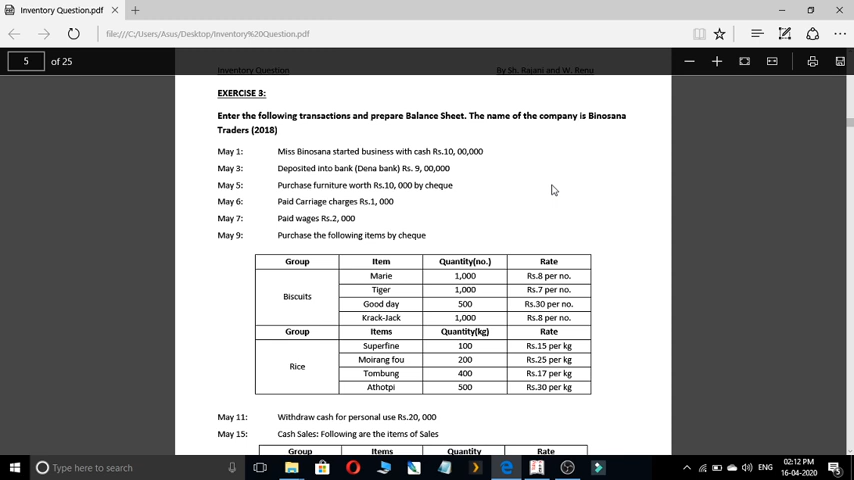 Inventory Question.pdf
file:///C:/Users/Asus/Desktop/Inventory%20Question.pdf
5 of 25
Inventory Question By Sh. Rajani and W. Renu
EXERCISE 3:
Enter the following transactions and prepare Balance Sheet. The name of the company is Binosana
Traders (2018)
May 1: Miss Binosana started business with cash Rs.10, 00,000
May 3: Deposited into bank (Dena bank) Rs. 9, 00,000
May 5: Purchase furniture worth Rs.10, 000 by cheque
May 6: Paid Carriage charges Rs.1, 000
May 7: Paid wages Rs.2, 000
May 9: Purchase the following items by cheque
Group Item Quantity(no.) Rate
Biscuits
Marie 1,000 Rs.8 per no.
Tiger 1,000 Rs.7 per no.
Good day 500 Rs.30 per no.
Krack-Jack 1,000 Rs.8 per no.
Group Items Quantity(kg) Rate
Rice
Superfine 100 Rs.15 per kg
Moirang fou 200 Rs.25 per kg
Tombung 400 Rs.17 per kg
Athotpi 500 Rs.30 per kg
May 11: Withdraw cash for personal use Rs.20, 000
May 15: Cash Sales: Following are the items of Sales
Group Items Quantity Rate
Type here to search
ENG
02:12 PM
16-04-2020